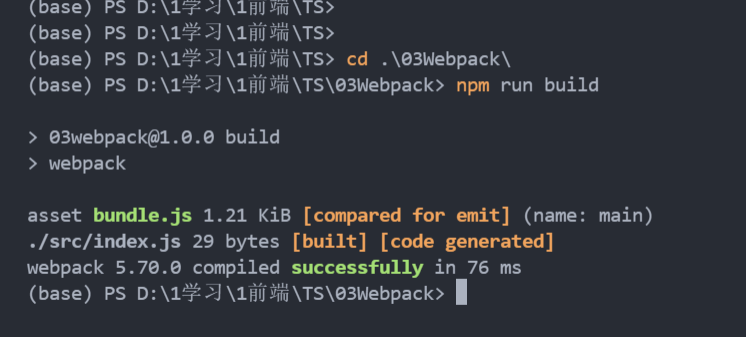 (base) PS D:\1学习\1前端\TS>
(base) PS D:\1学习\1前端\TS>
(base) PS D:\1学习\1前端\TS> cd .\03Webpack\
(base) PS D:\1学习\1前端\TS\03Webpack> npm run build
> 03webpack@1.0.0 build
> webpack
asset bundle.js 1.21 KiB [compared for emit] (name: main)
./src/index.js 29 bytes [built] [code generated]
webpack 5.70.0 compiled successfully in 76 ms
(base) PS D:\1学习\1前端\TS\03Webpack>